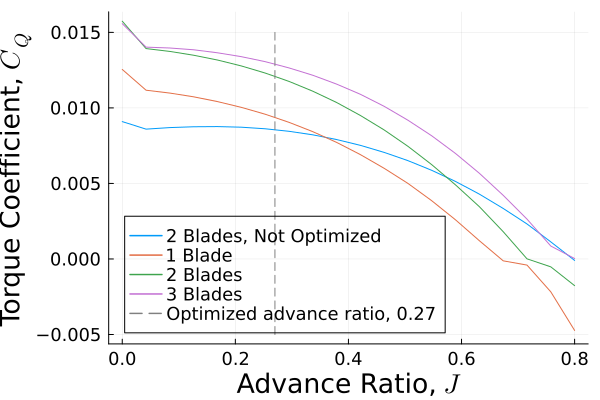 Torque Coefficient, C_Q
0.015
0.010
0.005
0.000
−0.005
2 Blades, Not Optimized
1 Blade
2 Blades
3 Blades
Optimized advance ratio, 0.27
0.0 0.2 0.4 0.6 0.8
Advance Ratio, J